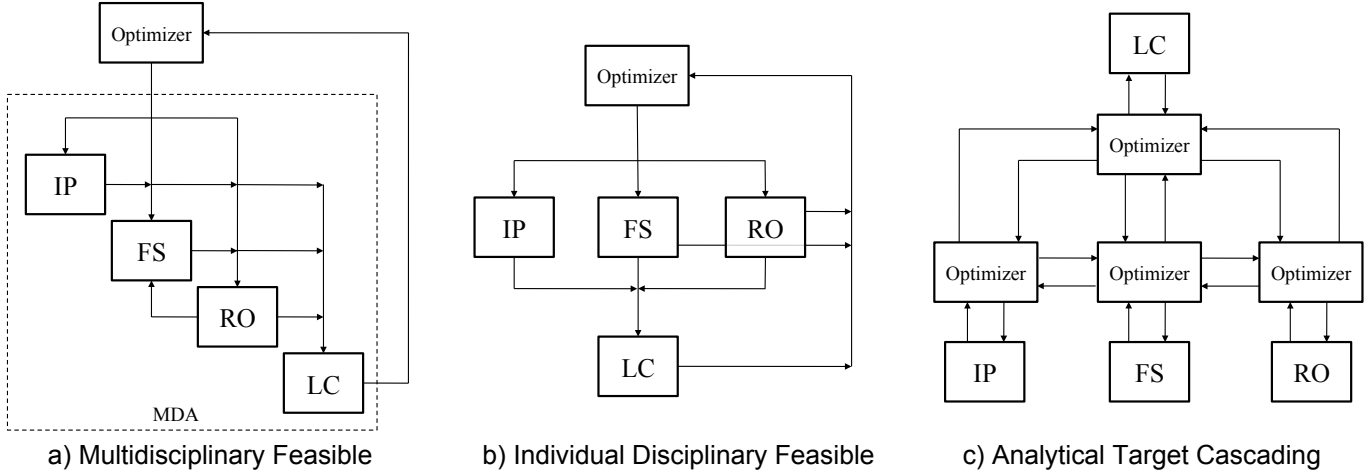 Optimizer
IP
FS
RO
LC
MDA
a) Multidisciplinary Feasible
Optimizer
IP
FS
RO
LC
b) Individual Disciplinary Feasible
LC
Optimizer
Optimizer
Optimizer
Optimizer
IP
FS
RO
c) Analytical Target Cascading